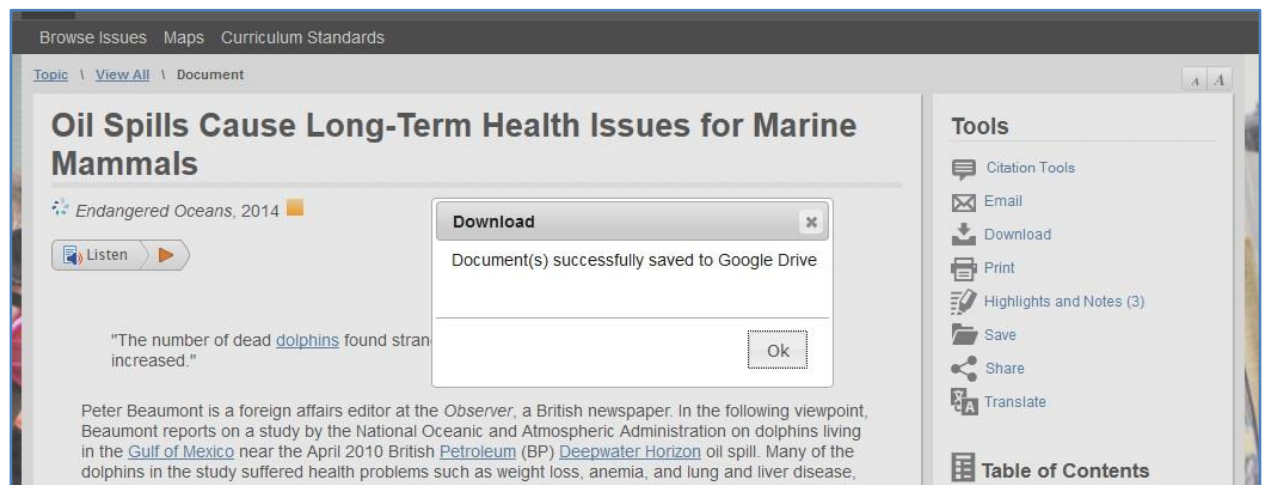 Browse Issues Maps Curriculum Standards
Topic \ View All \ Document
A A
Oil Spills Cause Long-Term Health Issues for Marine
Mammals
Endangered Oceans, 2014
Listen
"The number of dead dolphins found stran
increased."
Peter Beaumont is a foreign affairs editor at the Observer, a British newspaper. In the following viewpoint,
Beaumont reports on a study by the National Oceanic and Atmospheric Administration on dolphins living
in the Gulf of Mexico near the April 2010 British Petroleum (BP) Deepwater Horizon oil spill. Many of the
dolphins in the study suffered health problems such as weight loss, anemia, and lung and liver disease,
Download
Document(s) successfully saved to Google Drive
Ok
Tools
Citation Tools
Email
Download
Print
Highlights and Notes (3)
Save
Share
Translate
Table of Contents